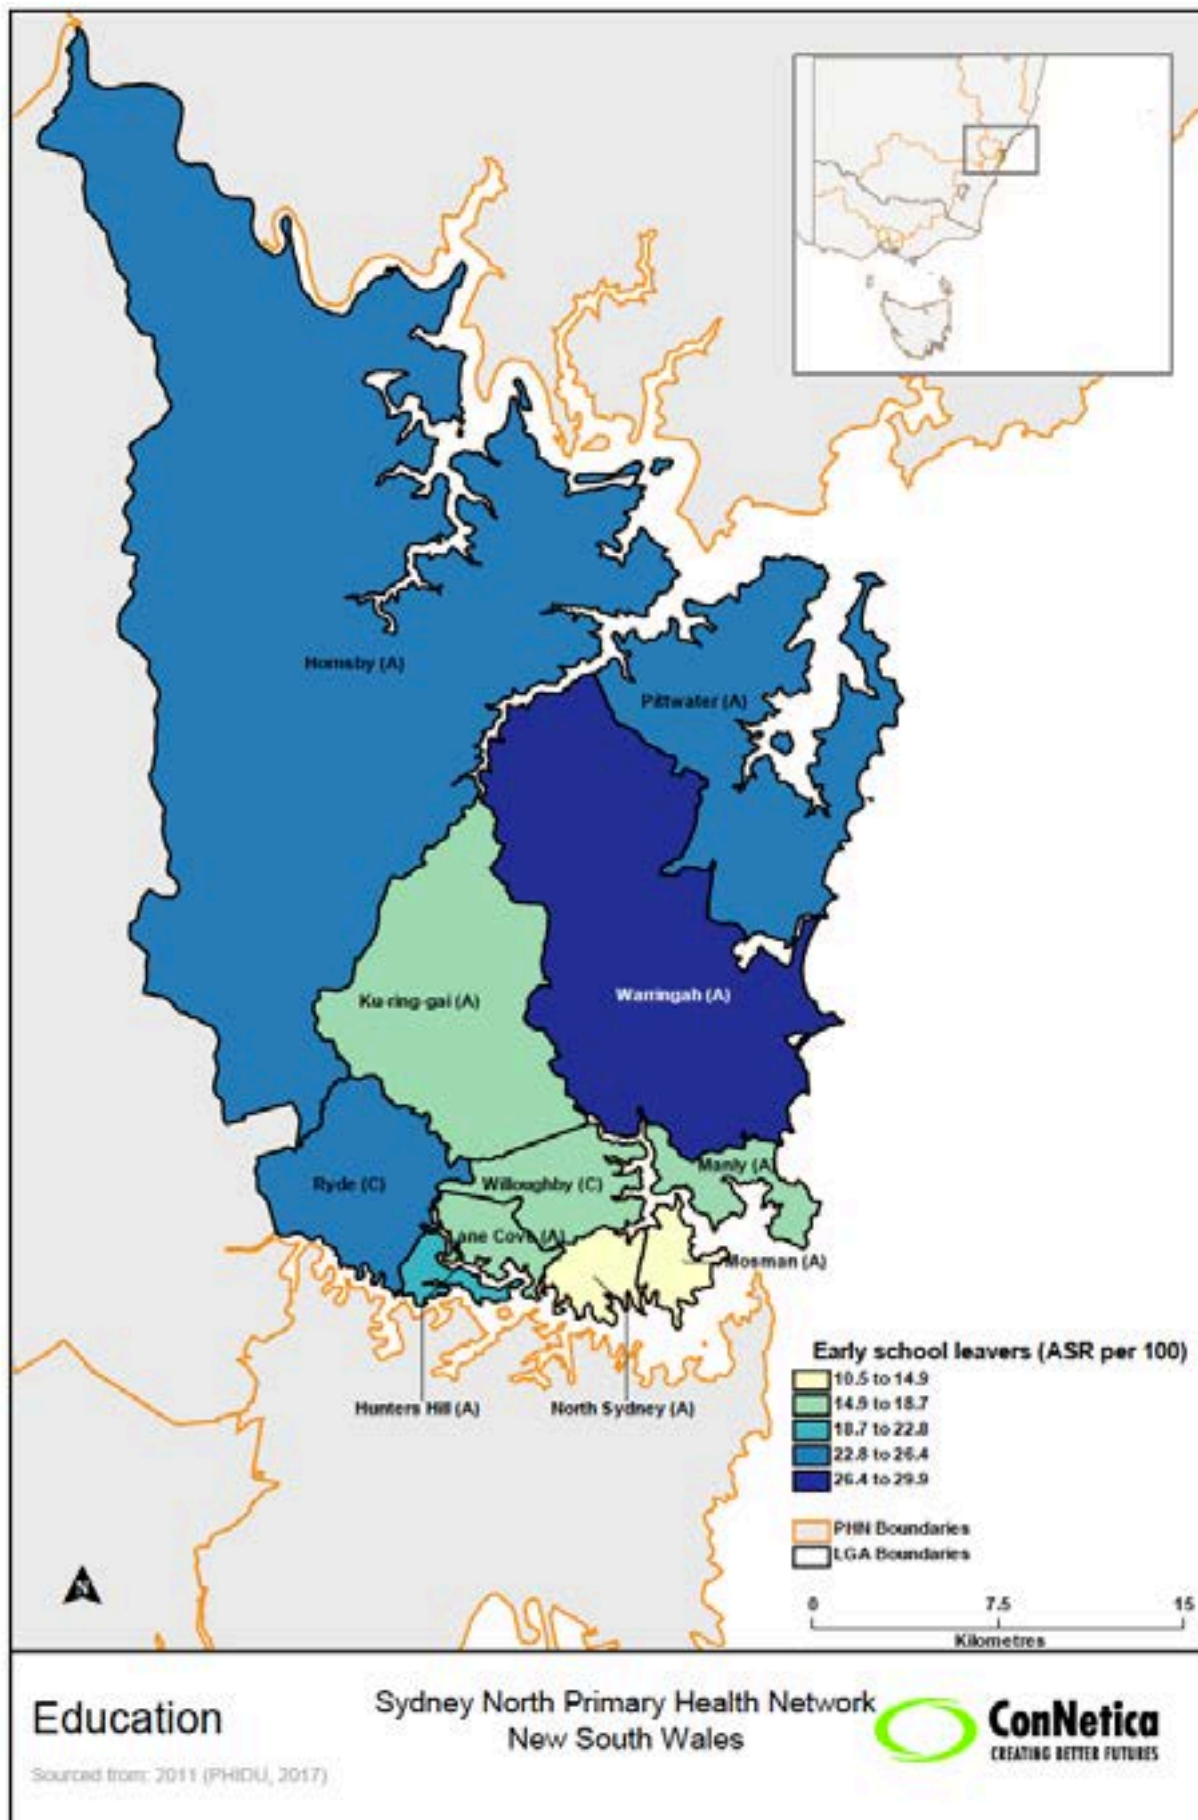 Hornsby (A)
Pittwater (A)
Ku-ring-gai (A)
Warringah (A)
Ryde (C)
Willoughby (C)
Manly (A)
Lane Cove (A)
Mosman (A)
Hunters Hill (A)
North Sydney (A)
Early school leavers (ASR per 100)
10.5 to 14.9
14.9 to 18.7
18.7 to 22.8
22.8 to 26.4
26.4 to 29.9
PHN Boundaries
LGA Boundaries
N
0 7.5 15
Kilometres
Education
Sourced from: 2011 (PHIDU, 2017)
Sydney North Primary Health Network
New South Wales
ConNetica
CREATING BETTER FUTURES